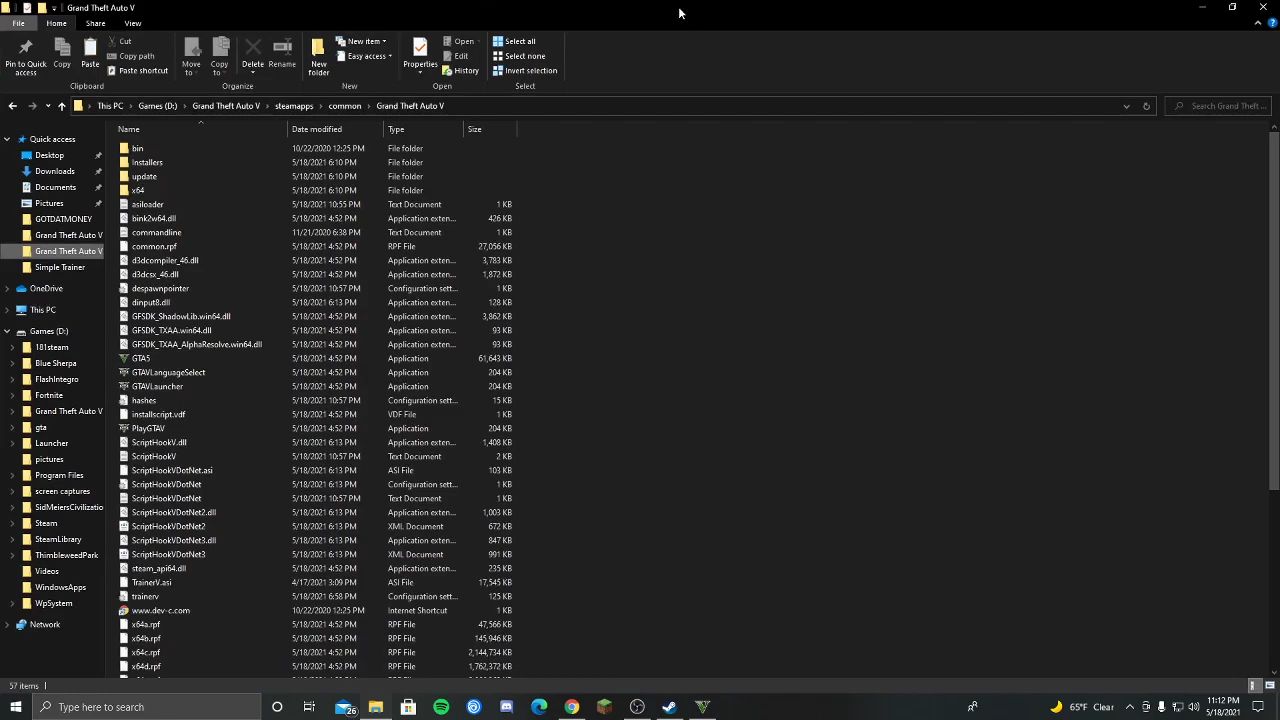 Grand Theft Auto V
File Home Share View
Pin to Quick access
Copy
Paste
Cut
Copy path
Paste shortcut
Clipboard
Move to
Copy to
Delete
Rename
Organize
New folder
New item
Easy access
New
Properties
Open
Edit
History
Open
Select all
Select none
Invert selection
Select
This PC Games (D:) Grand Theft Auto V steamapps common Grand Theft Auto V
Search Grand Theft ...
Quick access
Desktop
Downloads
Documents
Pictures
GOTDATMONEY
Grand Theft Auto V
Grand Theft Auto V
Simple Trainer
OneDrive
This PC
Games (D:)
181steam
Blue Sherpa
FlashIntegro
Fortnite
Grand Theft Auto V
gta
Launcher
pictures
Program Files
screen captures
SidMeiersCivilizatio
Steam
SteamLibrary
ThimbleweedPark
Videos
WindowsApps
WpSystem
Network
Name Date modified Type Size
bin 10/22/2020 12:25 PM File folder
Installers 5/18/2021 6:10 PM File folder
update 5/18/2021 6:10 PM File folder
x64 5/18/2021 6:10 PM File folder
asiloader 5/18/2021 10:55 PM Text Document 1 KB
bink2w64.dll 5/18/2021 4:52 PM Application exten... 426 KB
commandline 11/21/2020 6:38 PM Text Document 1 KB
common.rpf 5/18/2021 4:52 PM RPF File 27,056 KB
d3dcompiler_46.dll 5/18/2021 4:52 PM Application exten... 3,783 KB
d3dcsx_46.dll 5/18/2021 4:52 PM Application exten... 1,872 KB
despawnpointer 5/18/2021 10:57 PM Configuration sett... 1 KB
dinput8.dll 5/18/2021 6:13 PM Application exten... 128 KB
GFSDK_ShadowLib.win64.dll 5/18/2021 4:52 PM Application exten... 3,862 KB
GFSDK_TXAA.win64.dll 5/18/2021 4:52 PM Application exten... 93 KB
GFSDK_TXAA_AlphaResolve.win64.dll 5/18/2021 4:52 PM Application exten... 93 KB
GTA5 5/18/2021 4:52 PM Application 61,643 KB
GTAVLanguageSelect 5/18/2021 4:52 PM Application 204 KB
GTAVLauncher 5/18/2021 4:52 PM Application 204 KB
hashes 5/18/2021 10:57 PM Configuration sett... 15 KB
installscript.vdf 5/18/2021 4:52 PM VDF File 1 KB
PlayGTAV 5/18/2021 4:52 PM Application 204 KB
ScriptHookV.dll 5/18/2021 6:13 PM Application exten... 1,408 KB
ScriptHookV 5/18/2021 10:57 PM Text Document 2 KB
ScriptHookVDotNet.asi 5/18/2021 6:13 PM ASI File 103 KB
ScriptHookVDotNet 5/18/2021 6:13 PM Configuration sett... 1 KB
ScriptHookVDotNet 5/18/2021 10:57 PM Text Document 1 KB
ScriptHookVDotNet2.dll 5/18/2021 6:13 PM Application exten... 1,003 KB
ScriptHookVDotNet2 5/18/2021 6:13 PM XML Document 672 KB
ScriptHookVDotNet3.dll 5/18/2021 6:13 PM Application exten... 847 KB
ScriptHookVDotNet3 5/18/2021 6:13 PM XML Document 991 KB
steam_api64.dll 5/18/2021 4:52 PM Application exten... 235 KB
TrainerV.asi 4/17/2021 3:09 PM ASI File 17,545 KB
trainerv 5/18/2021 6:58 PM Configuration sett... 125 KB
www.dev-c.com 10/22/2020 12:25 PM Internet Shortcut 1 KB
x64a.rpf 5/18/2021 4:52 PM RPF File 47,566 KB
x64b.rpf 5/18/2021 4:52 PM RPF File 145,946 KB
x64c.rpf 5/18/2021 4:52 PM RPF File 2,144,734 KB
x64d.rpf 5/18/2021 4:52 PM RPF File 1,762,372 KB
57 items
Type here to search
26
65°F Clear
11:12 PM
5/18/2021